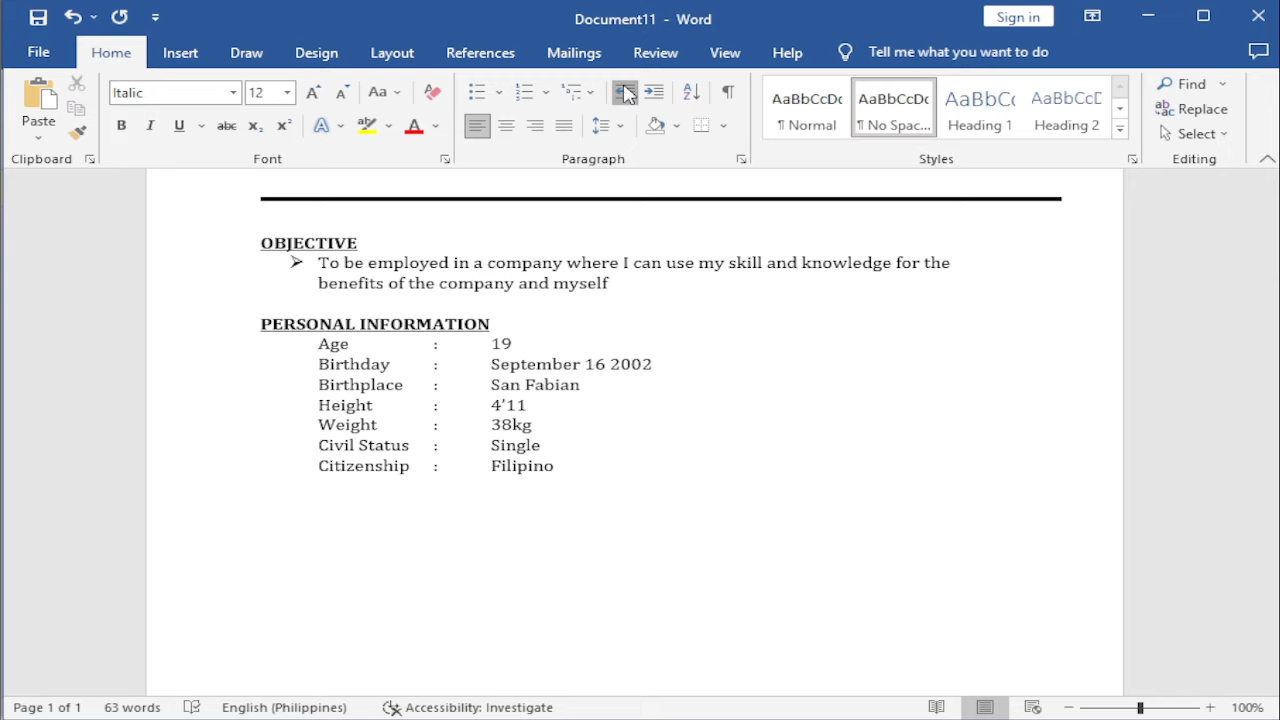 Document11 - Word
Sign in
File Home Insert Draw Design Layout References Mailings Review View Help Tell me what you want to do
Paste
Clipboard
Italic 12 Aa
B I U abc x₂ x² A A
Font
Paragraph
AaBbCcDc AaBbCcDc AaBbCc AaBbCcD
¶ Normal ¶ No Spac... Heading 1 Heading 2
Styles
Find
Replace
Select
Editing
OBJECTIVE
➢ To be employed in a company where I can use my skill and knowledge for the
benefits of the company and myself
PERSONAL INFORMATION
Age : 19
Birthday : September 16 2002
Birthplace : San Fabian
Height : 4’11
Weight : 38kg
Civil Status : Single
Citizenship : Filipino
Page 1 of 1 63 words English (Philippines) Accessibility: Investigate 100%